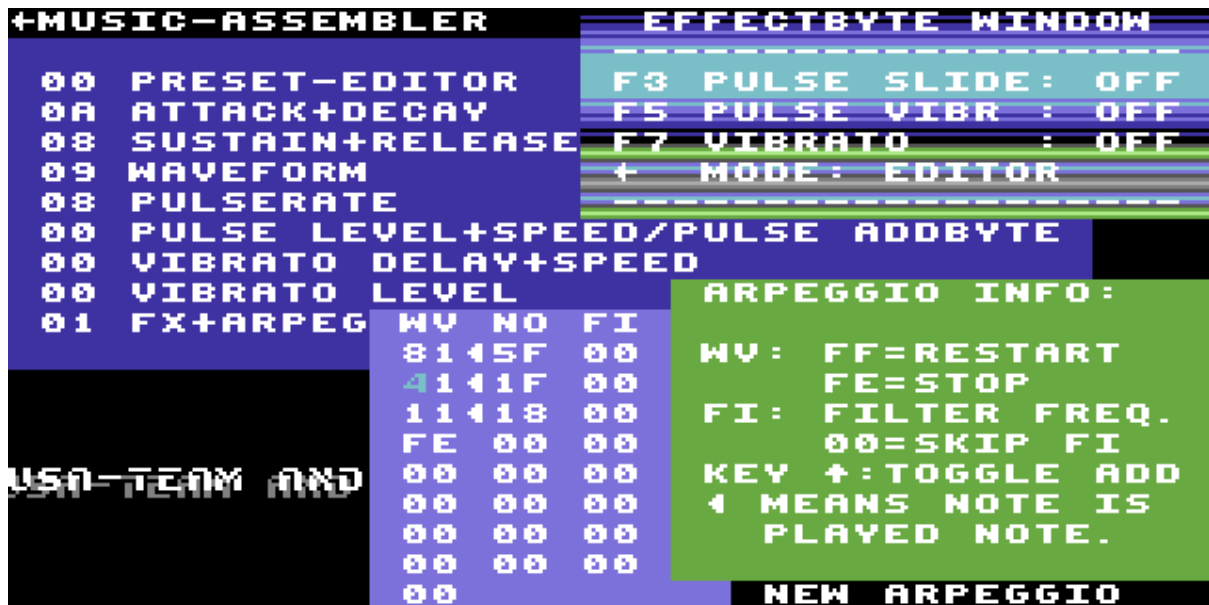 ←MUSIC-ASSEMBLER
00 PRESET-EDITOR
0A ATTACK+DECAY
08 SUSTAIN+RELEASE
09 WAVEFORM
08 PULSERATE
00 PULSE LEVEL+SPEED/PULSE ADDBYTE
00 VIBRATO DELAY+SPEED
00 VIBRATO LEVEL
01 FX+ARPEG
EFFECTBYTE WINDOW
-------------------
F3 PULSE SLIDE: OFF
F5 PULSE VIBR : OFF
F7 VIBRATO    : OFF
←  MODE: EDITOR
-------------------
WV NO FI
81◄5F 00
41◄1F 00
11◄18 00
FE 00 00
00 00 00
00 00 00
00 00 00
00 00 00
00
ARPEGGIO INFO:
WV: FF=RESTART
FE=STOP
FI: FILTER FREQ.
00=SKIP FI
KEY ↑:TOGGLE ADD
◄ MEANS NOTE IS
PLAYED NOTE.
NEW ARPEGGIO
USA-TEAM AND